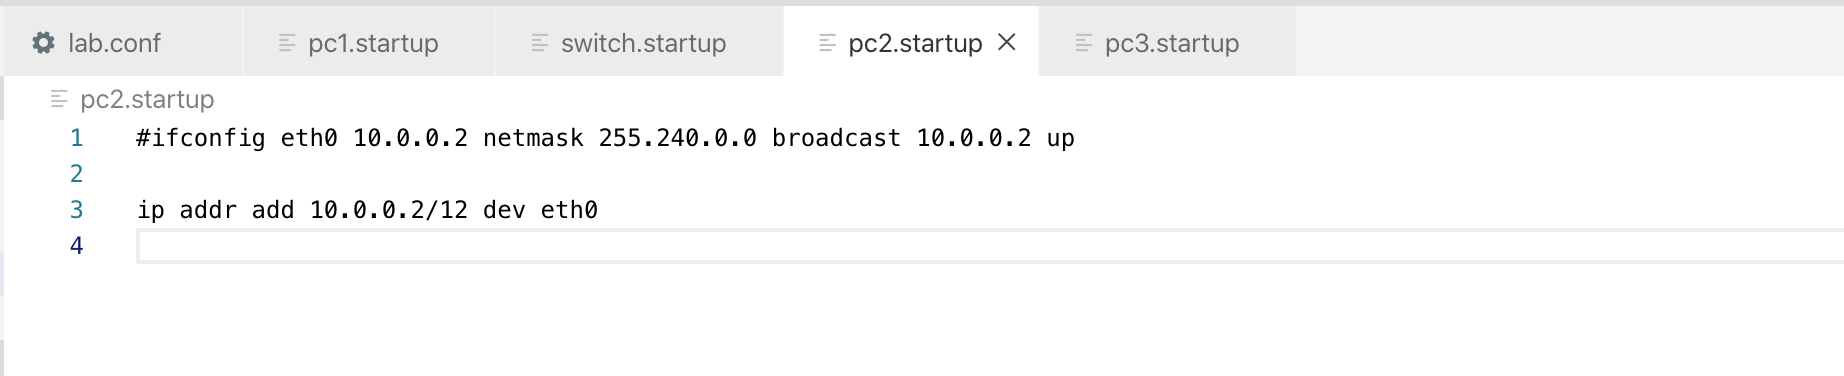 lab.conf pc1.startup switch.startup pc2.startup pc3.startup
pc2.startup
1 #ifconfig eth0 10.0.0.2 netmask 255.240.0.0 broadcast 10.0.0.2 up
2
3 ip addr add 10.0.0.2/12 dev eth0
4